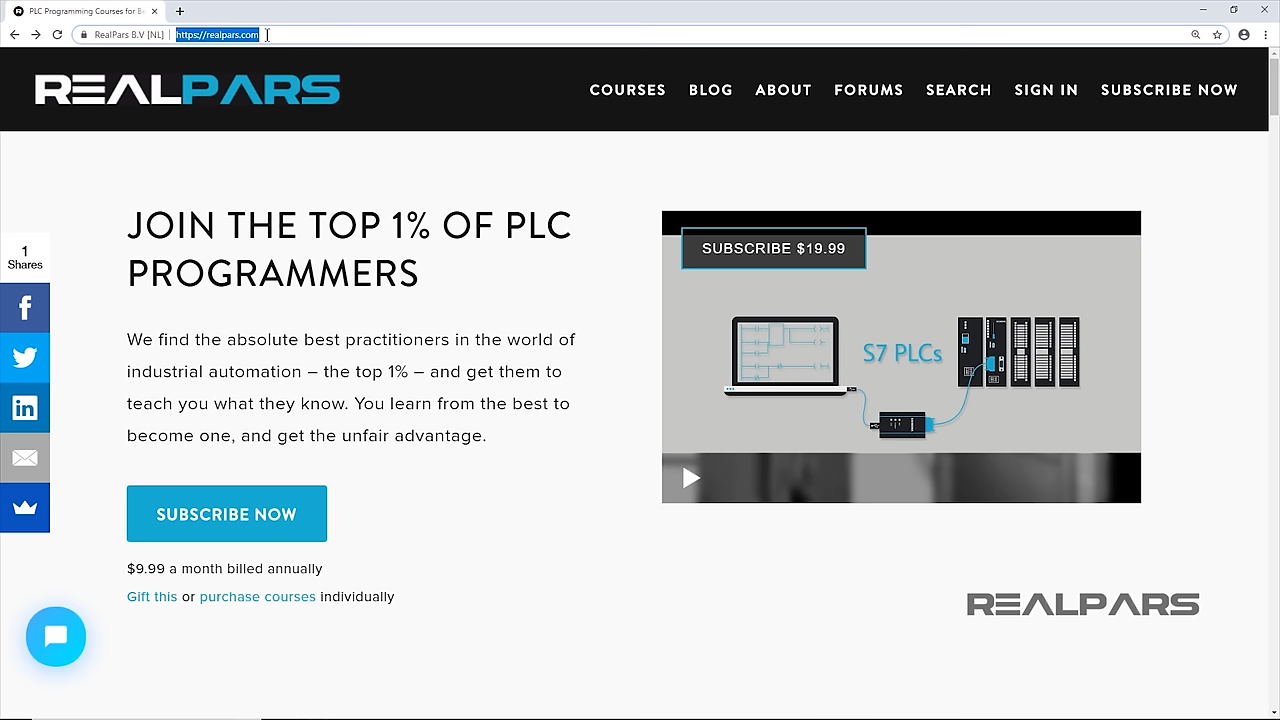 PLC Programming Courses for Be
RealPars B.V [NL]
https://realpars.com
REALPARS
COURSES
BLOG
ABOUT
FORUMS
SEARCH
SIGN IN
SUBSCRIBE NOW
JOIN THE TOP 1% OF PLC
PROGRAMMERS
1
Shares
We find the absolute best practitioners in the world of
industrial automation – the top 1% – and get them to
teach you what they know. You learn from the best to
become one, and get the unfair advantage.
SUBSCRIBE $19.99
S7 PLCs
SUBSCRIBE NOW
$9.99 a month billed annually
Gift this or purchase courses individually
REALPARS